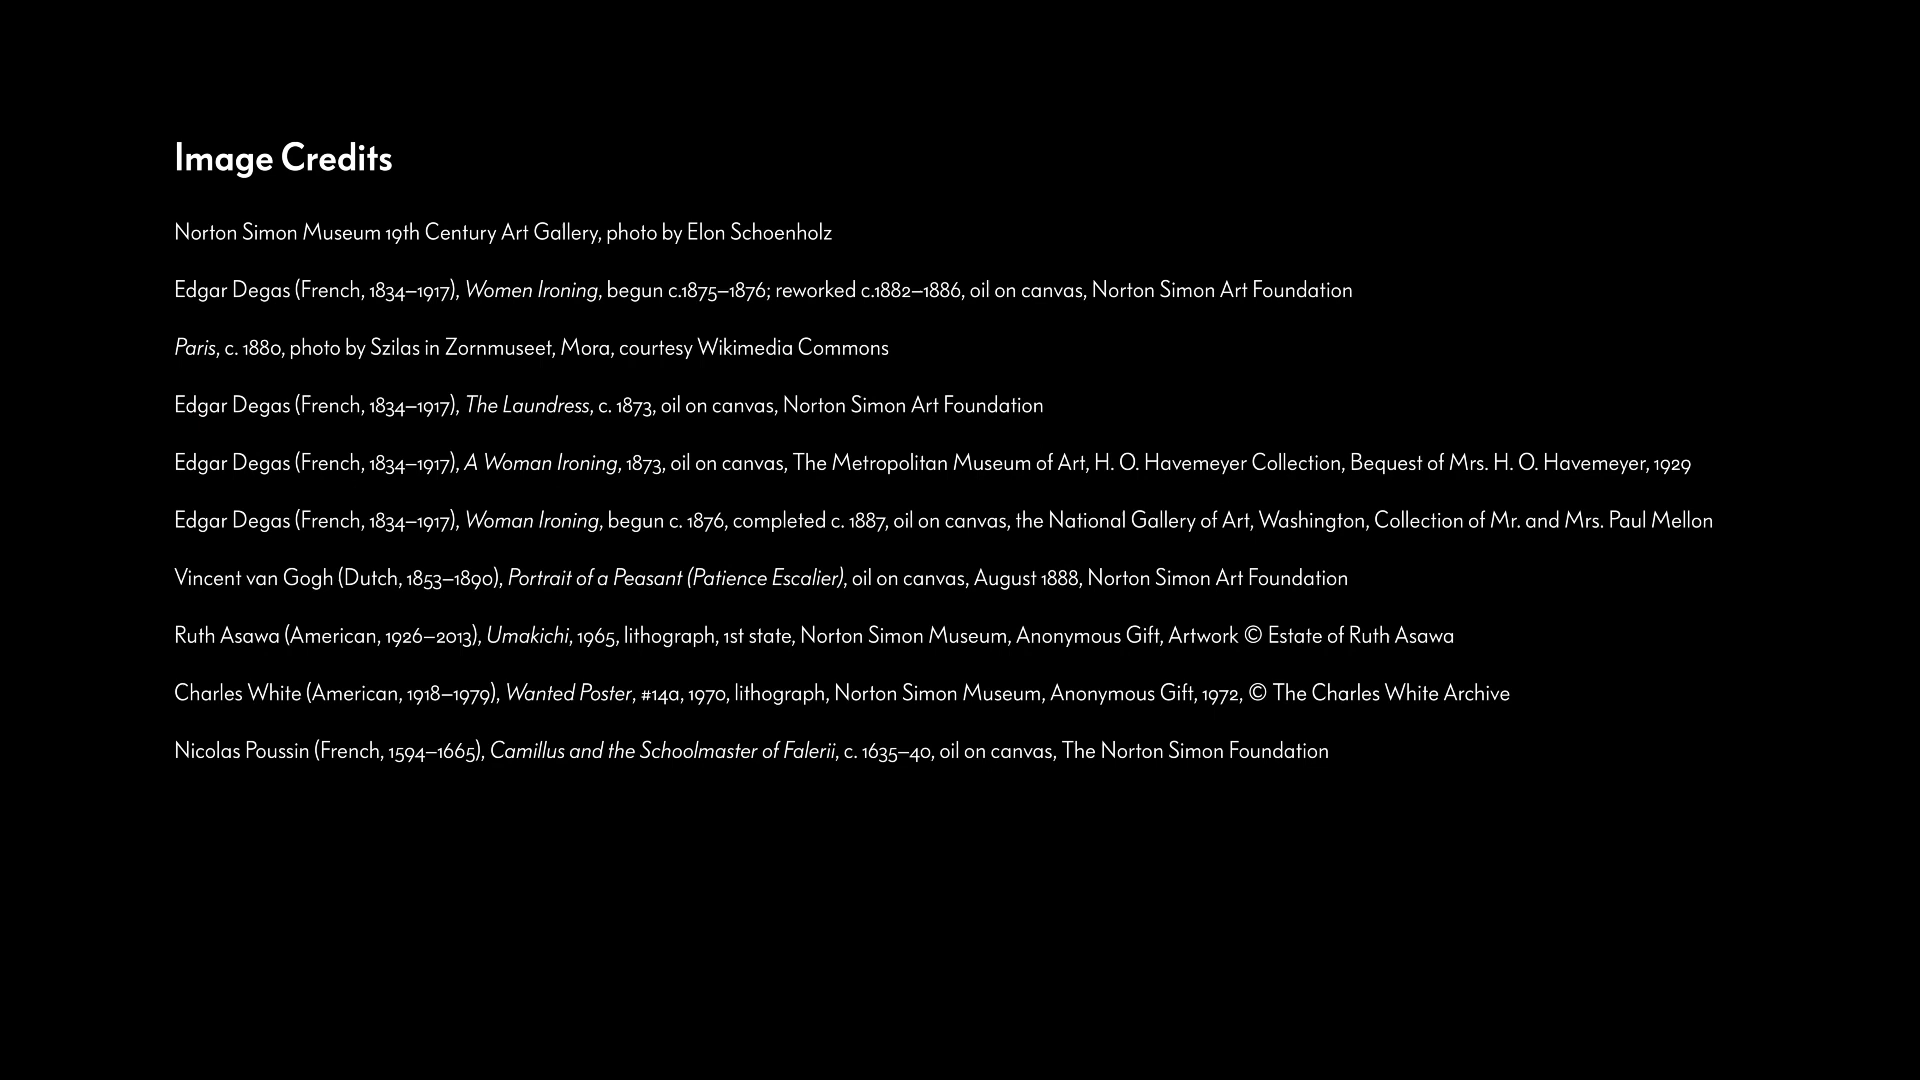 Image Credits
Norton Simon Museum 19th Century Art Gallery, photo by Elon Schoenholz
Edgar Degas (French, 1834–1917), Women Ironing, begun c.1875–1876; reworked c.1882–1886, oil on canvas, Norton Simon Art Foundation
Paris, c. 1880, photo by Szilas in Zornmuseet, Mora, courtesy Wikimedia Commons
Edgar Degas (French, 1834–1917), The Laundress, c. 1873, oil on canvas, Norton Simon Art Foundation
Edgar Degas (French, 1834–1917), A Woman Ironing, 1873, oil on canvas, The Metropolitan Museum of Art, H. O. Havemeyer Collection, Bequest of Mrs. H. O. Havemeyer, 1929
Edgar Degas (French, 1834–1917), Woman Ironing, begun c. 1876, completed c. 1887, oil on canvas, the National Gallery of Art, Washington, Collection of Mr. and Mrs. Paul Mellon
Vincent van Gogh (Dutch, 1853–1890), Portrait of a Peasant (Patience Escalier), oil on canvas, August 1888, Norton Simon Art Foundation
Ruth Asawa (American, 1926–2013), Umakichi, 1965, lithograph, 1st state, Norton Simon Museum, Anonymous Gift, Artwork © Estate of Ruth Asawa
Charles White (American, 1918–1979), Wanted Poster, #14a, 1970, lithograph, Norton Simon Museum, Anonymous Gift, 1972, © The Charles White Archive
Nicolas Poussin (French, 1594–1665), Camillus and the Schoolmaster of Falerii, c. 1635–40, oil on canvas, The Norton Simon Foundation